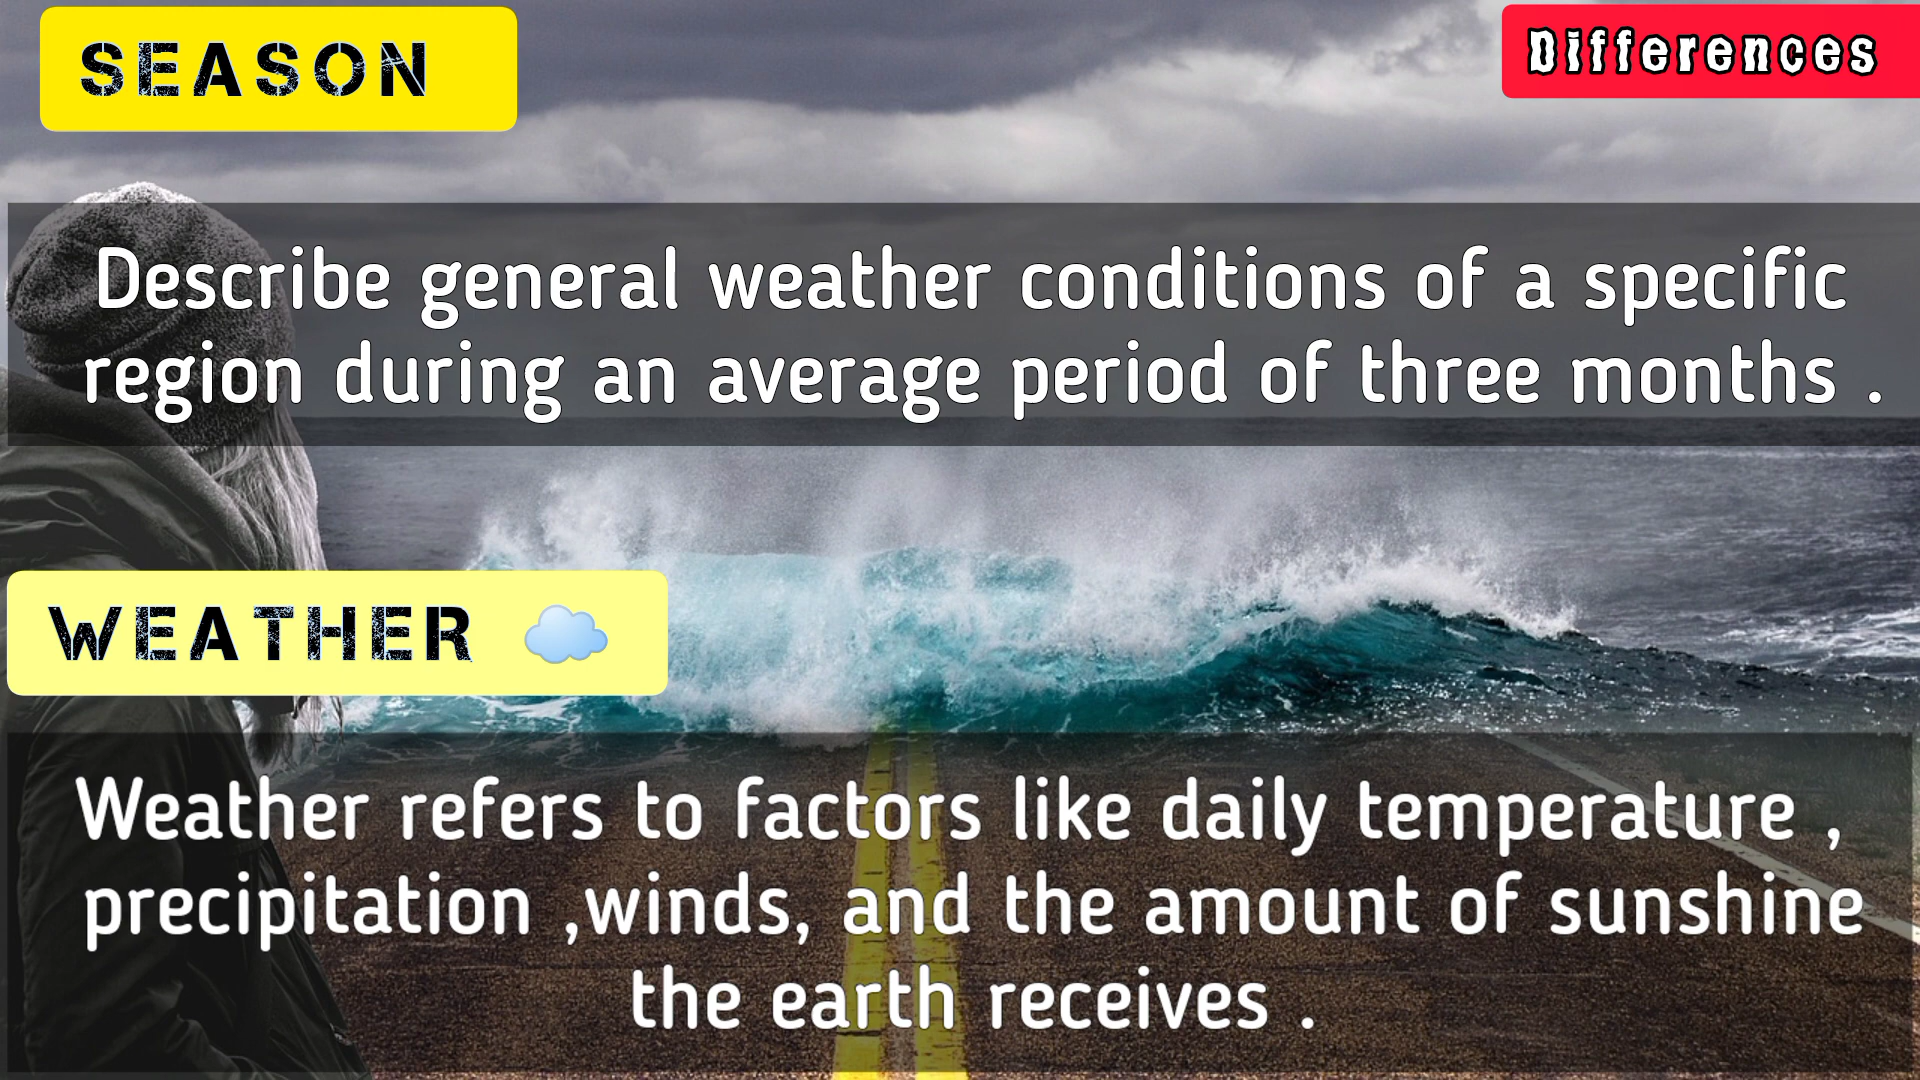 SEASON
Differences
Describe general weather conditions of a specific
region during an average period of three months .
WEATHER ☁️
Weather refers to factors like daily temperature ,
precipitation ,winds, and the amount of sunshine
the earth receives .